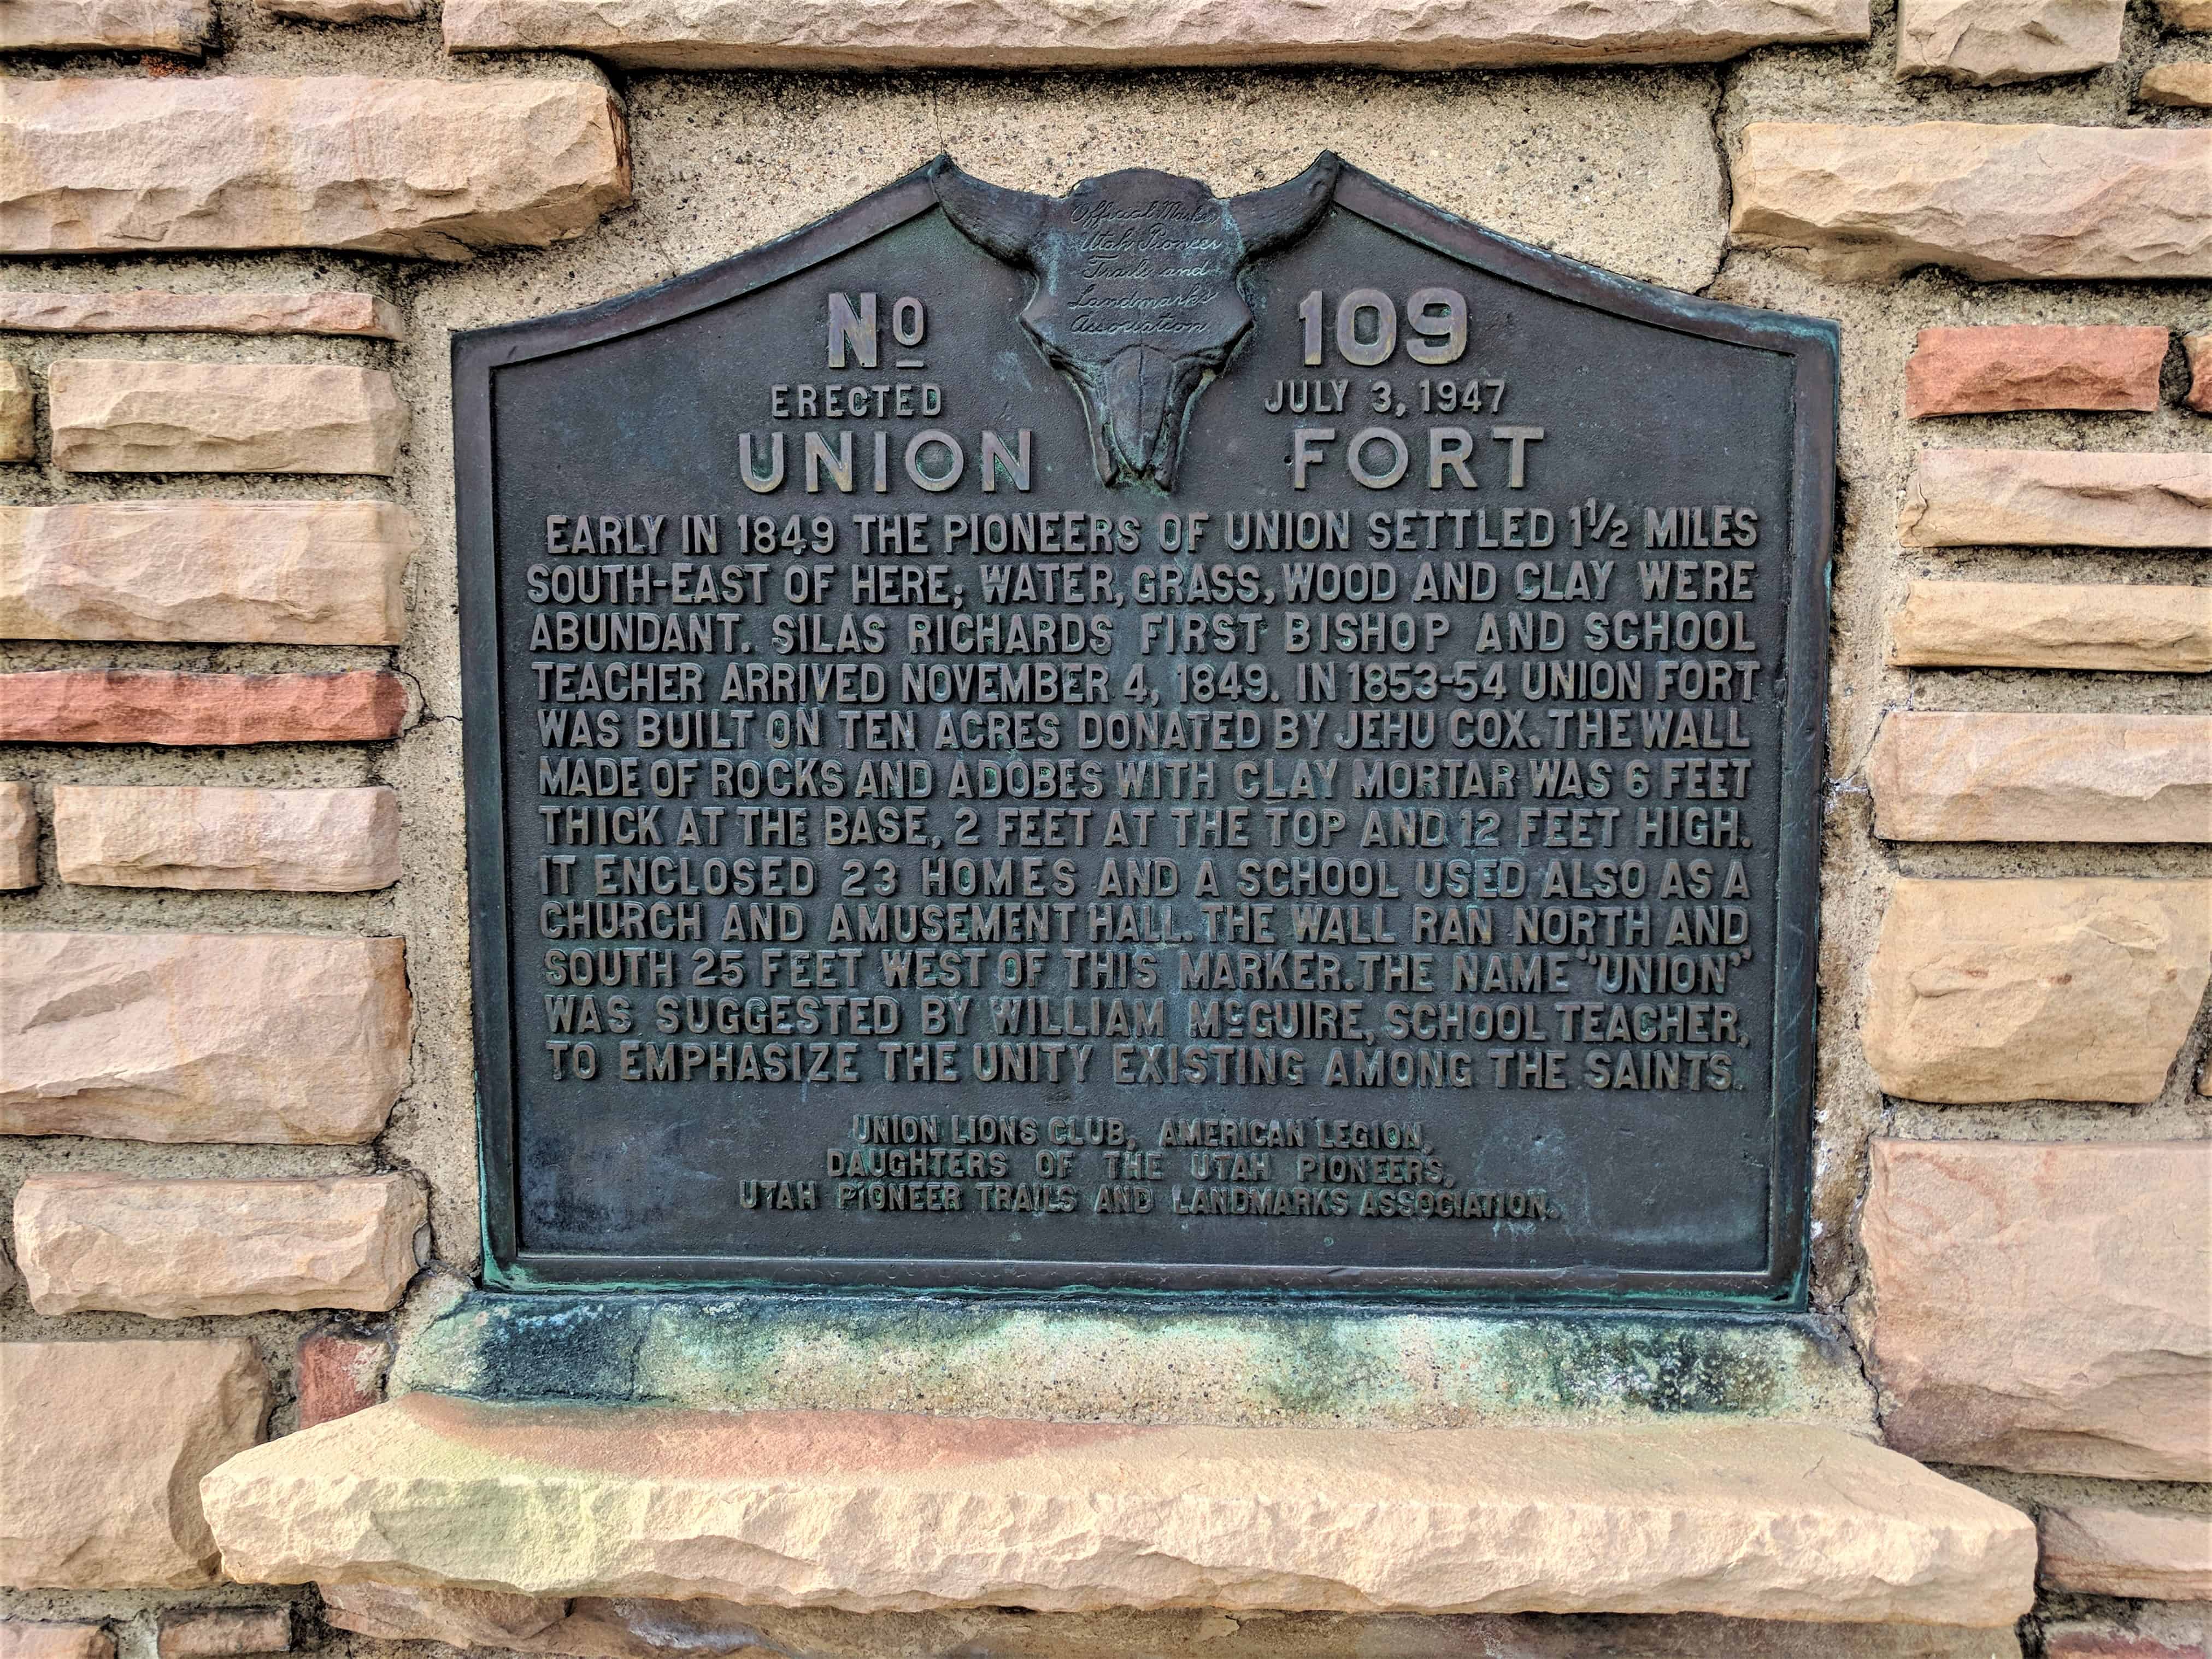 Official Marker
Utah Pioneer
Trails and
Landmarks
Association
No 109
ERECTED JULY 3, 1947
UNION FORT
EARLY IN 1849 THE PIONEERS OF UNION SETTLED 1½ MILES
SOUTH-EAST OF HERE; WATER, GRASS, WOOD AND CLAY WERE
ABUNDANT. SILAS RICHARDS FIRST BISHOP AND SCHOOL
TEACHER ARRIVED NOVEMBER 4, 1849. IN 1853-54 UNION FORT
WAS BUILT ON TEN ACRES DONATED BY JEHU COX. THE WALL
MADE OF ROCKS AND ADOBES WITH CLAY MORTAR WAS 6 FEET
THICK AT THE BASE, 2 FEET AT THE TOP AND 12 FEET HIGH.
IT ENCLOSED 23 HOMES AND A SCHOOL USED ALSO AS A
CHURCH AND AMUSEMENT HALL. THE WALL RAN NORTH AND
SOUTH 25 FEET WEST OF THIS MARKER. THE NAME "UNION"
WAS SUGGESTED BY WILLIAM McGUIRE, SCHOOL TEACHER,
TO EMPHASIZE THE UNITY EXISTING AMONG THE SAINTS.
UNION LIONS CLUB, AMERICAN LEGION,
DAUGHTERS OF THE UTAH PIONEERS,
UTAH PIONEER TRAILS AND LANDMARKS ASSOCIATION.